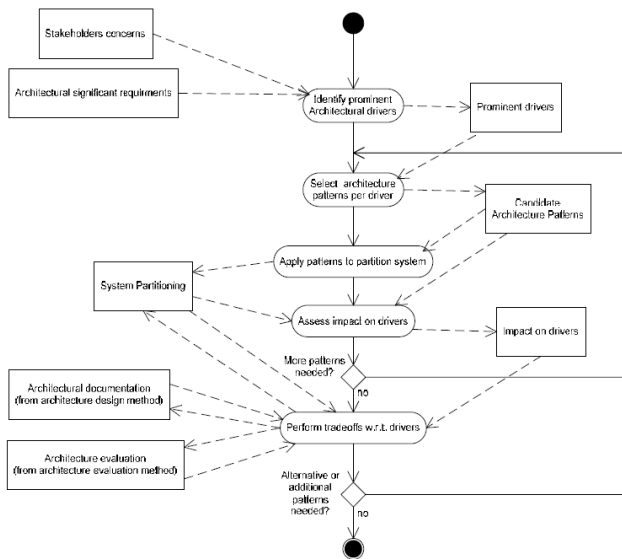 Stakeholders concerns
Architectural significant requirments
Identify prominent
Architectural drivers
Prominent drivers
Select architecture
patterns per driver
Candidate
Architecture Patterns
Apply patterns to partition system
System Partitioning
Assess impact on drivers
Impact on drivers
More patterns
needed?
no
Architectural documentation
(from architecture design method)
Perform tradeoffs w.r.t. drivers
Architecture evaluation
(from architecture evaluation method)
Alternative or
additional
patterns
needed?
no